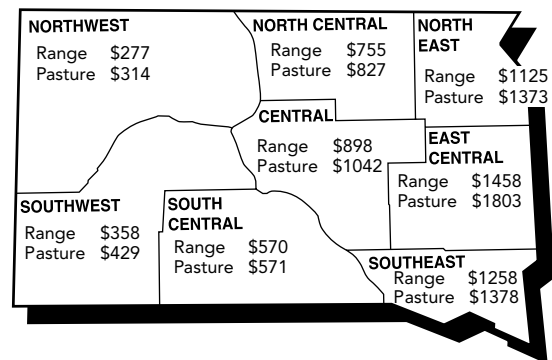 NORTHWEST
Range $277
Pasture $314
NORTH CENTRAL
Range $755
Pasture $827
NORTH
EAST
Range $1125
Pasture $1373
CENTRAL
Range $898
Pasture $1042
EAST
CENTRAL
Range $1458
Pasture $1803
SOUTHWEST
Range $358
Pasture $429
SOUTH
CENTRAL
Range $570
Pasture $571
SOUTHEAST
Range $1258
Pasture $1378